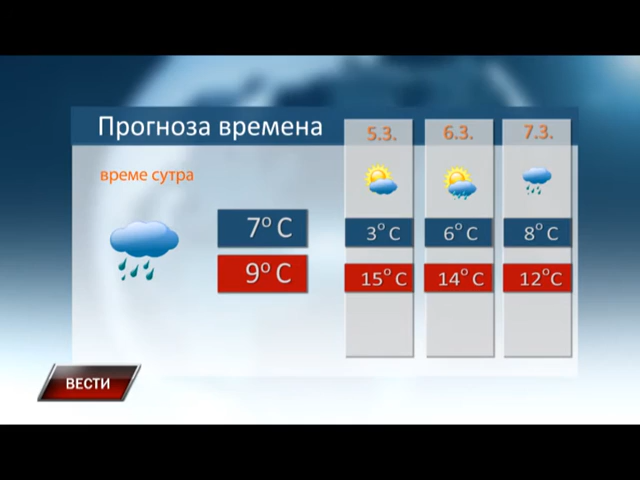 Прогноза времена
време сутра
7° C
9° C
5.3.
6.3.
7.3.
3° C
6° C
8° C
15° C
14° C
12°C
ВЕСТИ